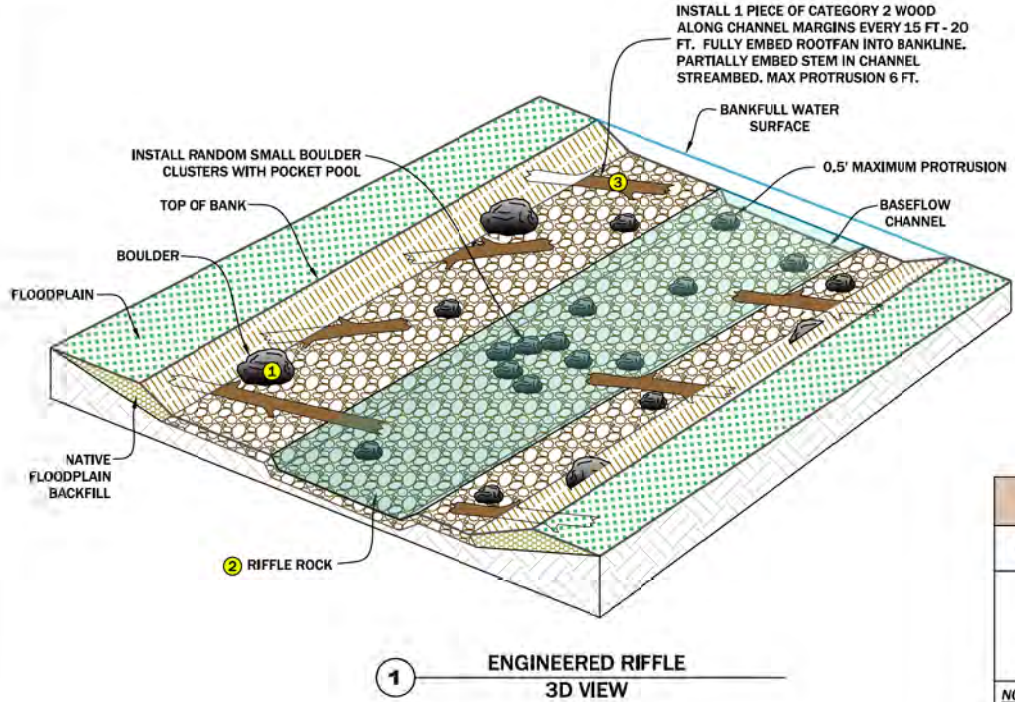 INSTALL 1 PIECE OF CATEGORY 2 WOOD
ALONG CHANNEL MARGINS EVERY 15 FT - 20
FT. FULLY EMBED ROOTFAN INTO BANKLINE.
PARTIALLY EMBED STEM IN CHANNEL
STREAMBED. MAX PROTRUSION 6 FT.
BANKFULL WATER
SURFACE
INSTALL RANDOM SMALL BOULDER
CLUSTERS WITH POCKET POOL
0.5' MAXIMUM PROTRUSION
3
TOP OF BANK
BASEFLOW
CHANNEL
BOULDER
FLOODPLAIN
1
NATIVE
FLOODPLAIN
BACKFILL
2 RIFFLE ROCK
1
ENGINEERED RIFFLE
3D VIEW
NO